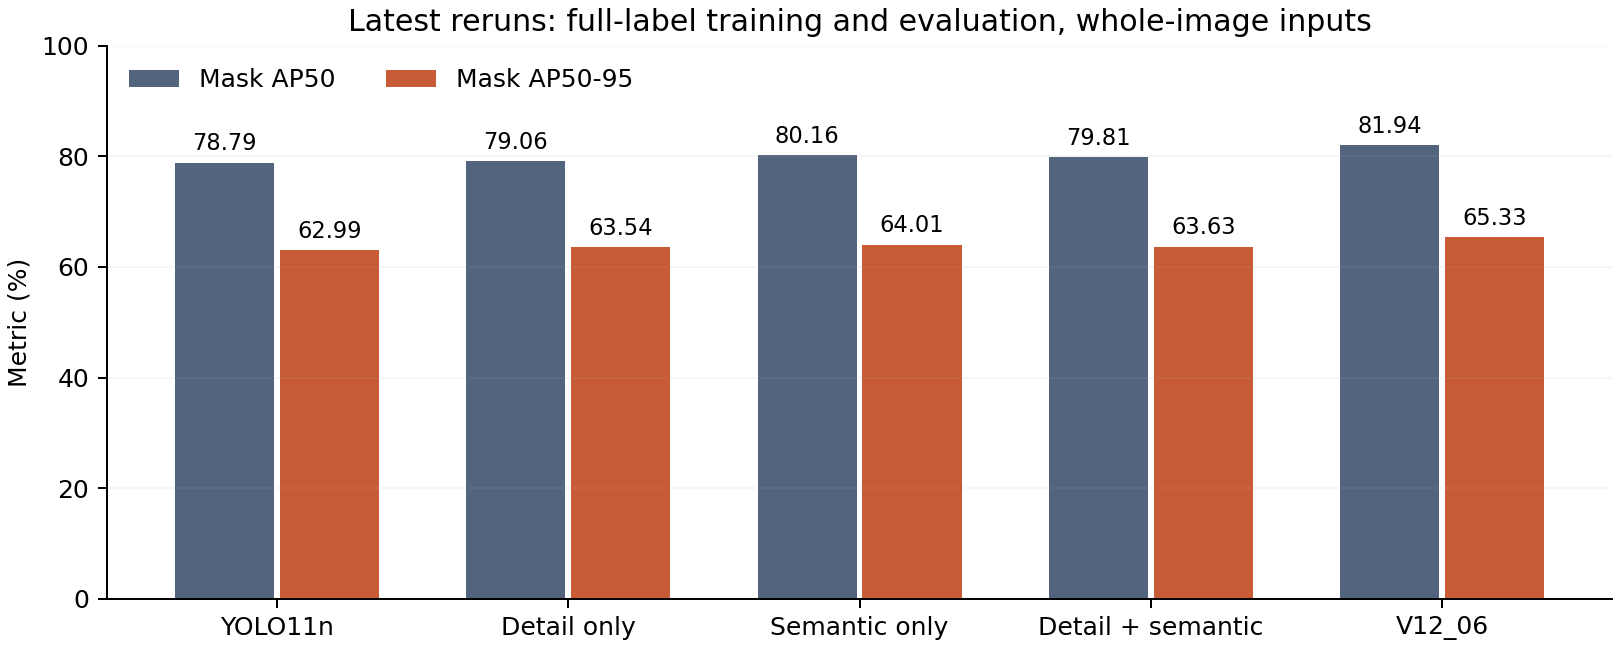 Latest reruns: full-label training and evaluation, whole-image inputs
Mask AP50 Mask AP50-95
Metric (%)
100
80
60
40
20
0
78.79 62.99
79.06 63.54
80.16 64.01
79.81 63.63
81.94 65.33
YOLO11n Detail only Semantic only Detail + semantic V12_06